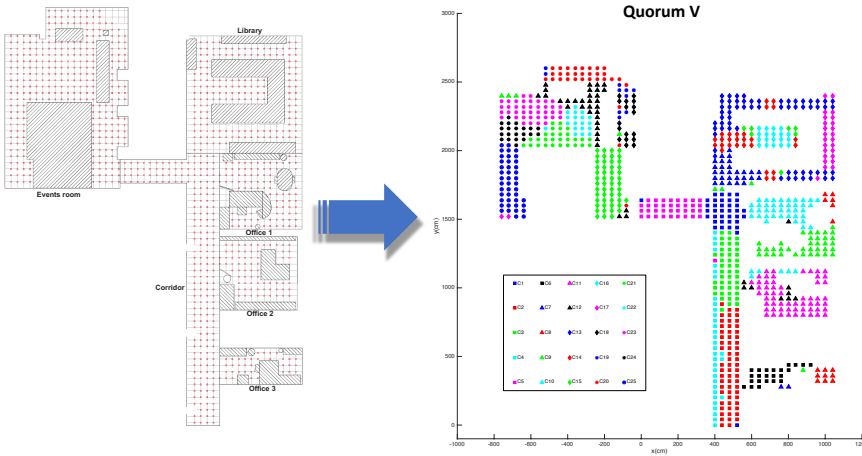 Quorum V
Library
Events room
Office 1
Corridor
Office 2
Office 3
3000
2500
2000
1500
1000
500
0
y(cm)
C1 C6 C11 C16 C21
C2 C7 C12 C17 C22
C3 C8 C13 C18 C23
C4 C9 C14 C19 C24
C5 C10 C15 C20 C25
-1000 -800 -600 -400 -200 0 200 400 600 800 1000 120
x(cm)